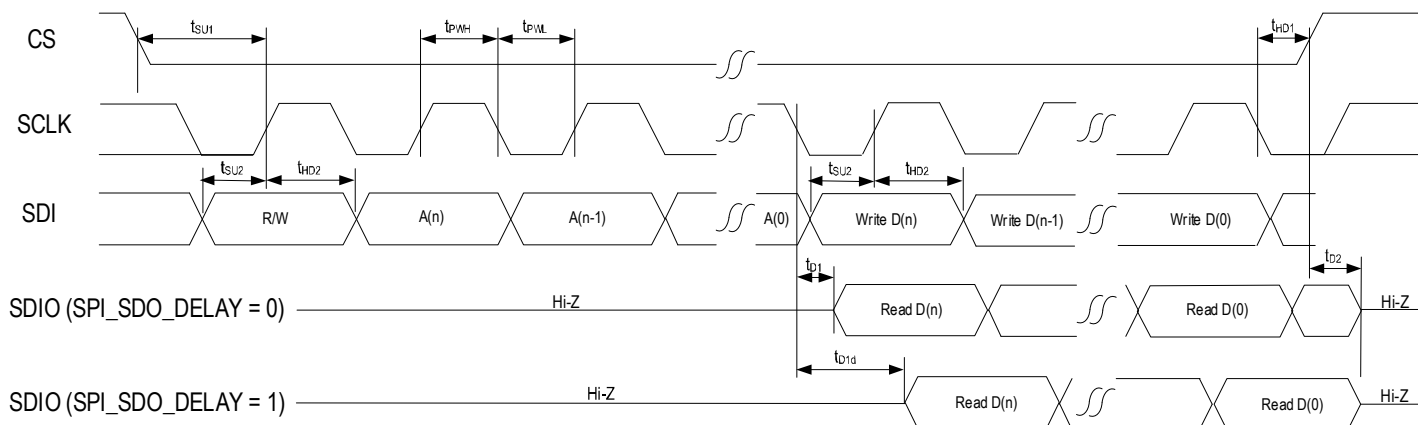 CS
tSU1
tPWH
tPWL
tHD1
SCLK
tSU2
tHD2
tSU2
tHD2
SDI
R/W
A(n)
A(n-1)
A(0)
Write D(n)
Write D(n-1)
Write D(0)
tD1
tD2
SDIO (SPI_SDO_DELAY = 0)
Hi-Z
Read D(n)
Read D(0)
Hi-Z
tD1d
SDIO (SPI_SDO_DELAY = 1)
Hi-Z
Read D(n)
Read D(0)
Hi-Z